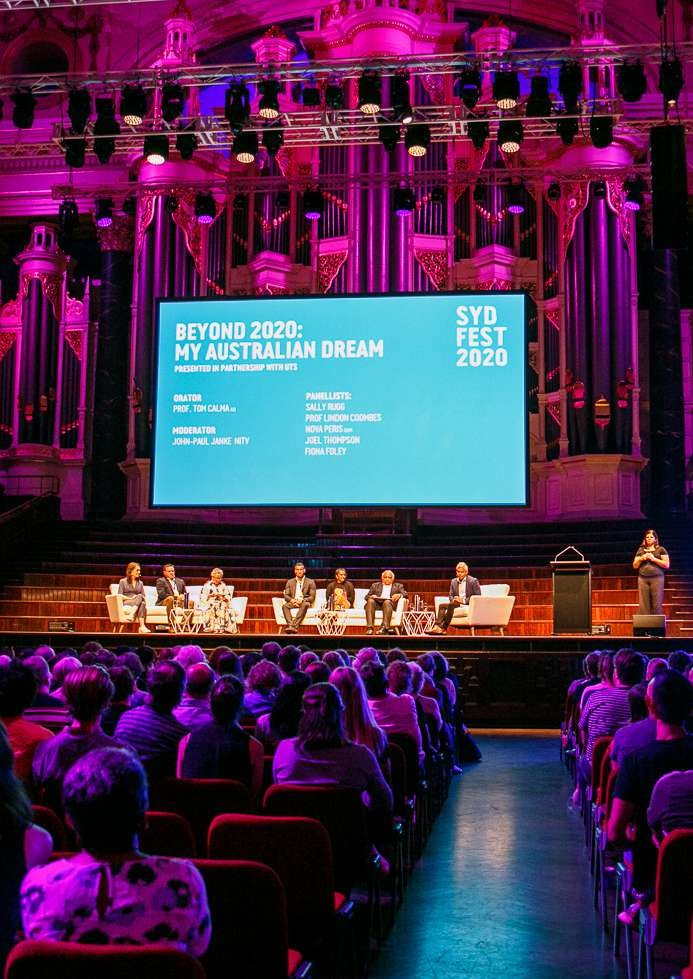 BEYOND 2020:
MY AUSTRALIAN DREAM
PRESENTED IN PARTNERSHIP WITH UTS
SYD
FEST
2020
ORATOR
PROF. TOM CALMA AO
MODERATOR
JOHN-PAUL JANKE NITV
PANELLISTS:
SALLY RUGG
PROF LINDON COOMBES
NOVA PERIS OAM
JOEL THOMPSON
FIONA FOLEY